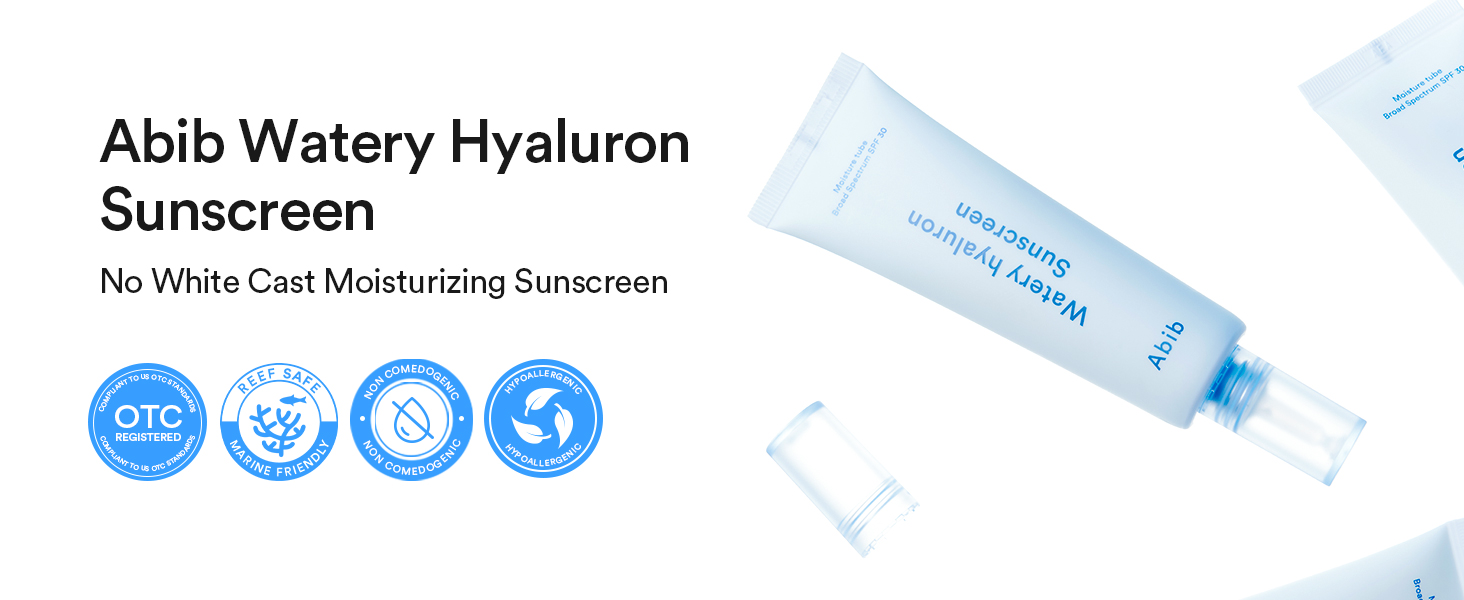 Abib Watery Hyaluron
Sunscreen
No White Cast Moisturizing Sunscreen
COMPLIANT TO US OTC STANDARDS
OTC
REGISTERED
COMPLIANT TO US OTC STANDARDS
REEF SAFE
MARINE FRIENDLY
NON COMEDOGENIC
NON COMEDOGENIC
HYPOALLERGENIC
HYPOALLERGENIC
Moisture tube
Broad Spectrum SPF 30
Watery hyaluron
Sunscreen
Abib
Moisture tube
Broad Spectrum SPF 30